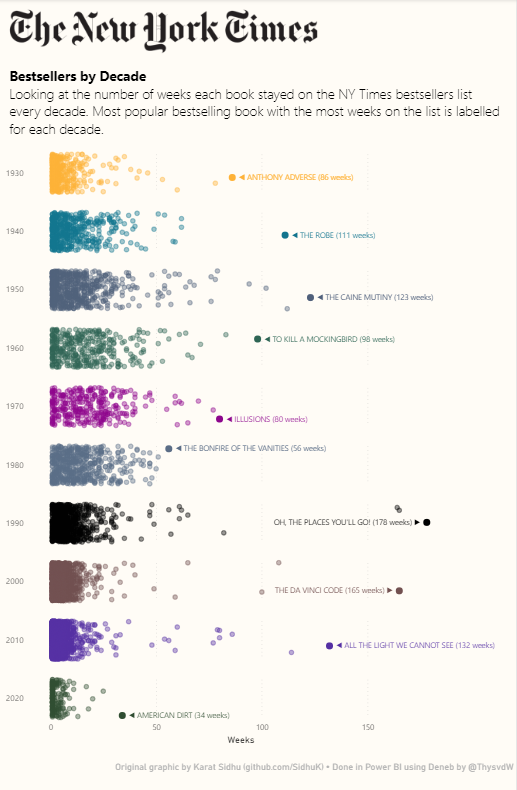 The New York Times
Bestsellers by Decade
Looking at the number of weeks each book stayed on the NY Times bestsellers list
every decade. Most popular bestselling book with the most weeks on the list is labelled
for each decade.
1930
◄ ANTHONY ADVERSE (86 weeks)
1940
◄ THE ROBE (111 weeks)
1950
◄ THE CAINE MUTINY (123 weeks)
1960
◄ TO KILL A MOCKINGBIRD (98 weeks)
1970
◄ ILLUSIONS (80 weeks)
1980
◄ THE BONFIRE OF THE VANITIES (56 weeks)
1990
OH, THE PLACES YOU'LL GO! (178 weeks) ►
2000
THE DA VINCI CODE (165 weeks) ►
2010
◄ ALL THE LIGHT WE CANNOT SEE (132 weeks)
2020
◄ AMERICAN DIRT (34 weeks)
0 50 100 150
Weeks
Original graphic by Karat Sidhu (github.com/SidhuK) • Done in Power BI using Deneb by @ThysvdW